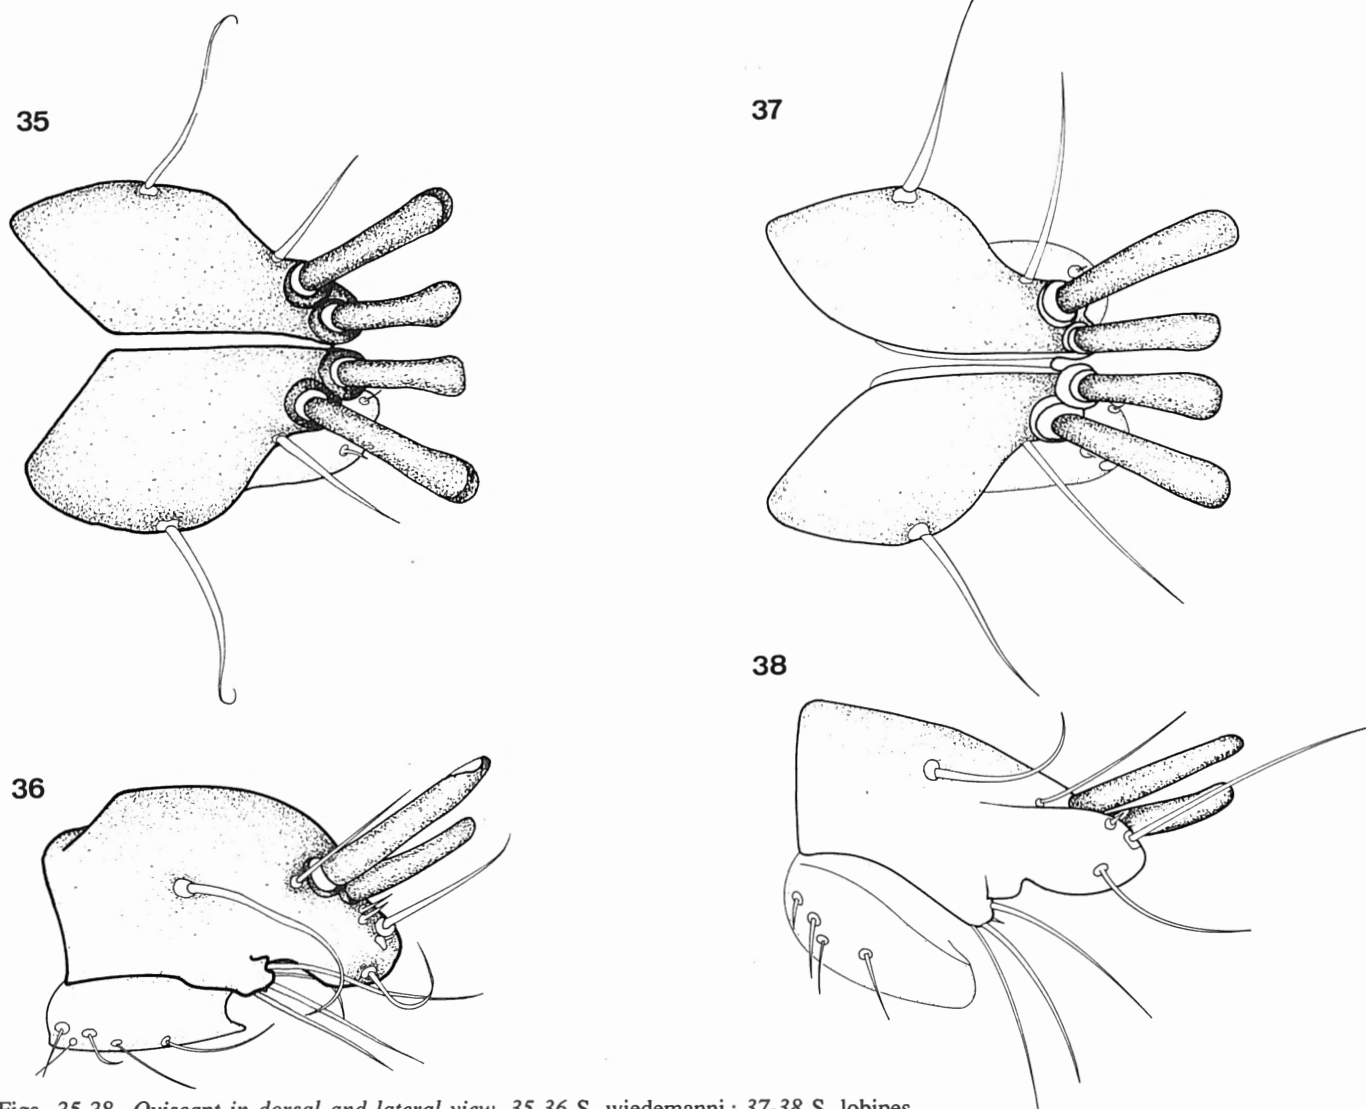 35
37
38
36
Figs. 35-38. Oviscapt in dorsal and lateral view. 35-36 S. wiedemanni; 37-38 S. lobipes